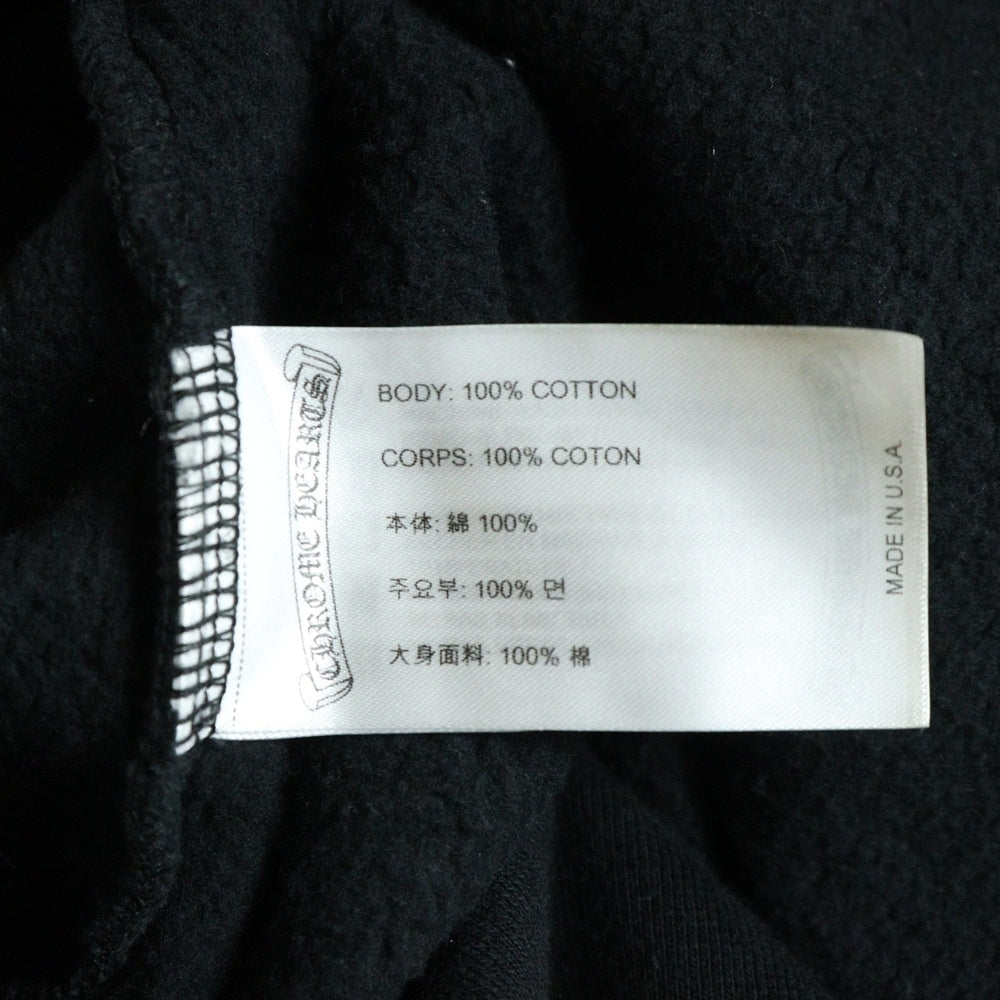 CHROME HEARTS
BODY: 100% COTTON
CORPS: 100% COTON
本体: 綿 100%
주요부: 100% 면
大身面料: 100% 棉
MADE IN U.S.A